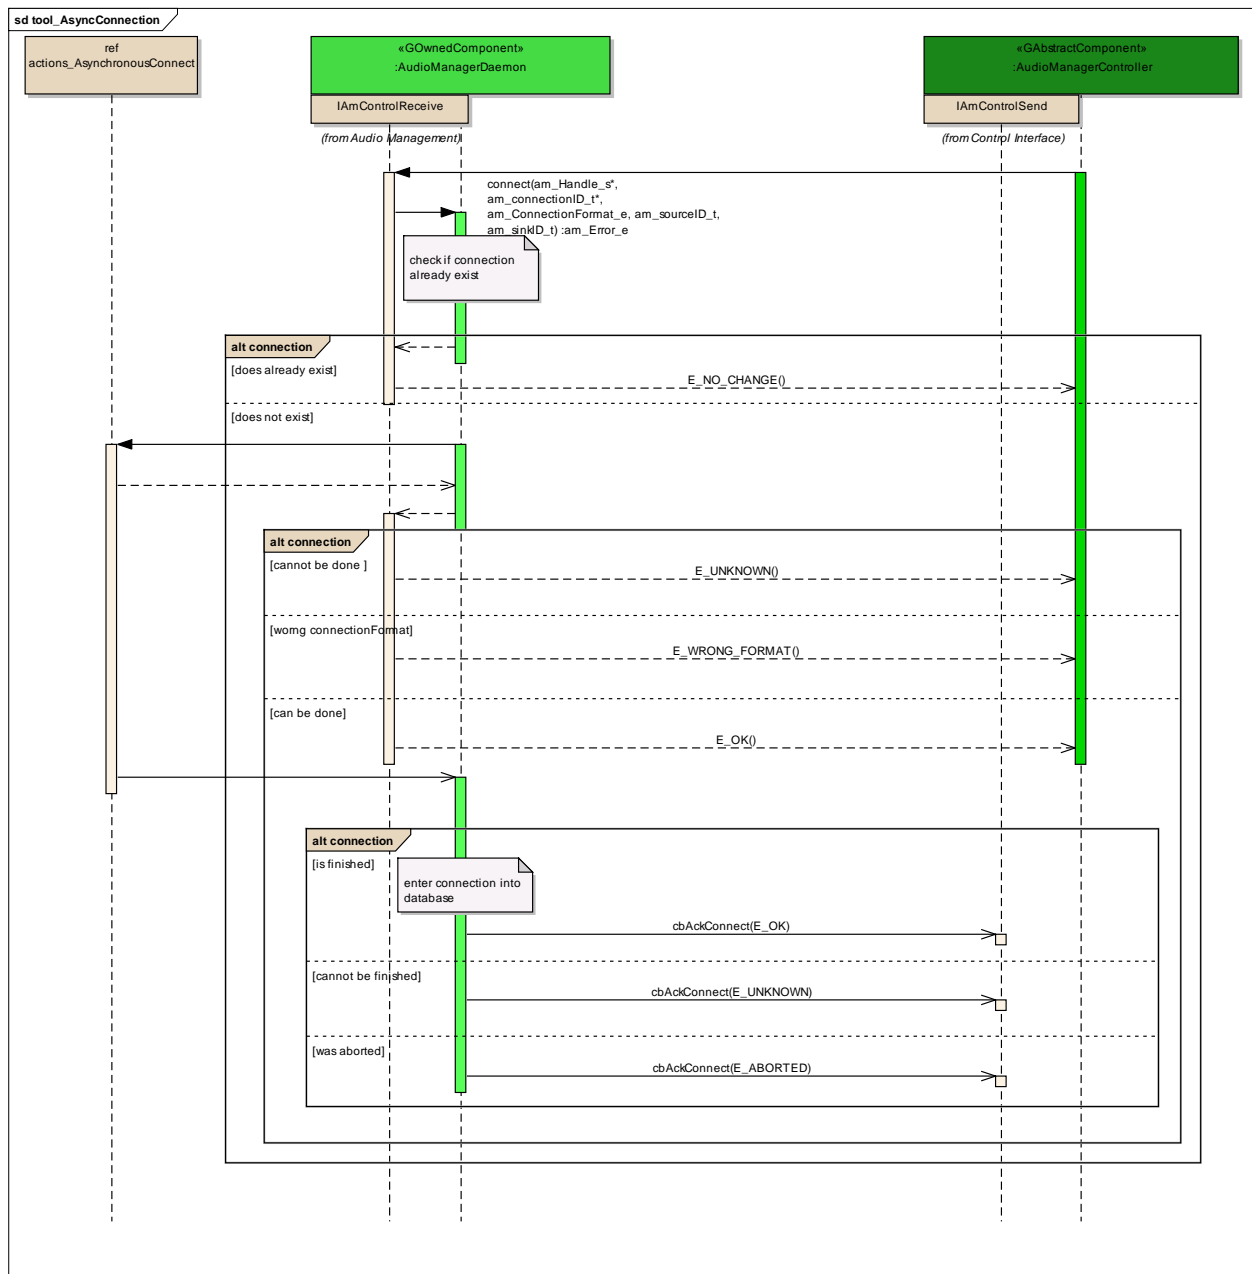 sd tool_AsyncConnection
ref
actions_AsynchronousConnect
«GOwnedComponent»
:AudioManagerDaemon
«GAbstractComponent»
:AudioManagerController
IAmControlReceive
IAmControlSend
(from Audio Management)
(from Control Interface)
connect(am_Handle_s*,
am_connectionID_t*,
am_ConnectionFormat_e, am_sourceID_t,
am_sinkID_t) :am_Error_e
check if connection
already exist
alt connection
[does already exist]
E_NO_CHANGE()
[does not exist]
alt connection
[cannot be done ]
E_UNKNOWN()
[worng connectionFormat]
E_WRONG_FORMAT()
[can be done]
E_OK()
alt connection
[is finished]
enter connection into
database
cbAckConnect(E_OK)
[cannot be finished]
cbAckConnect(E_UNKNOWN)
[was aborted]
cbAckConnect(E_ABORTED)